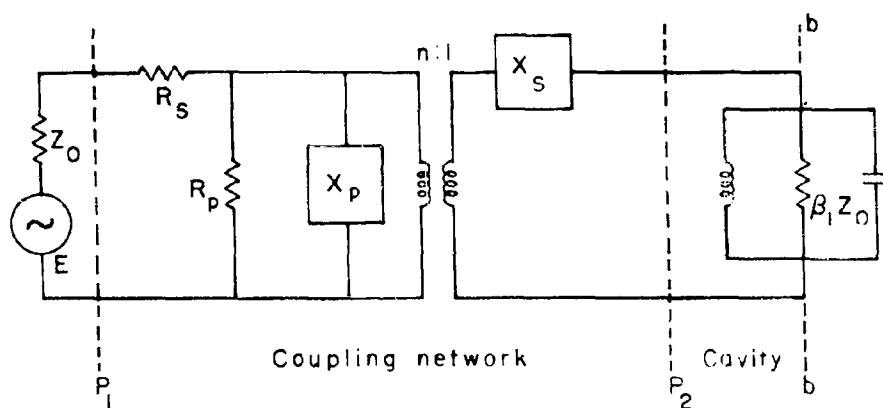 b
n:1
X_s
R_s
Z_0
R_p
X_p
β_1 Z_0
E
Coupling network
Cavity
P_1
P_2
b